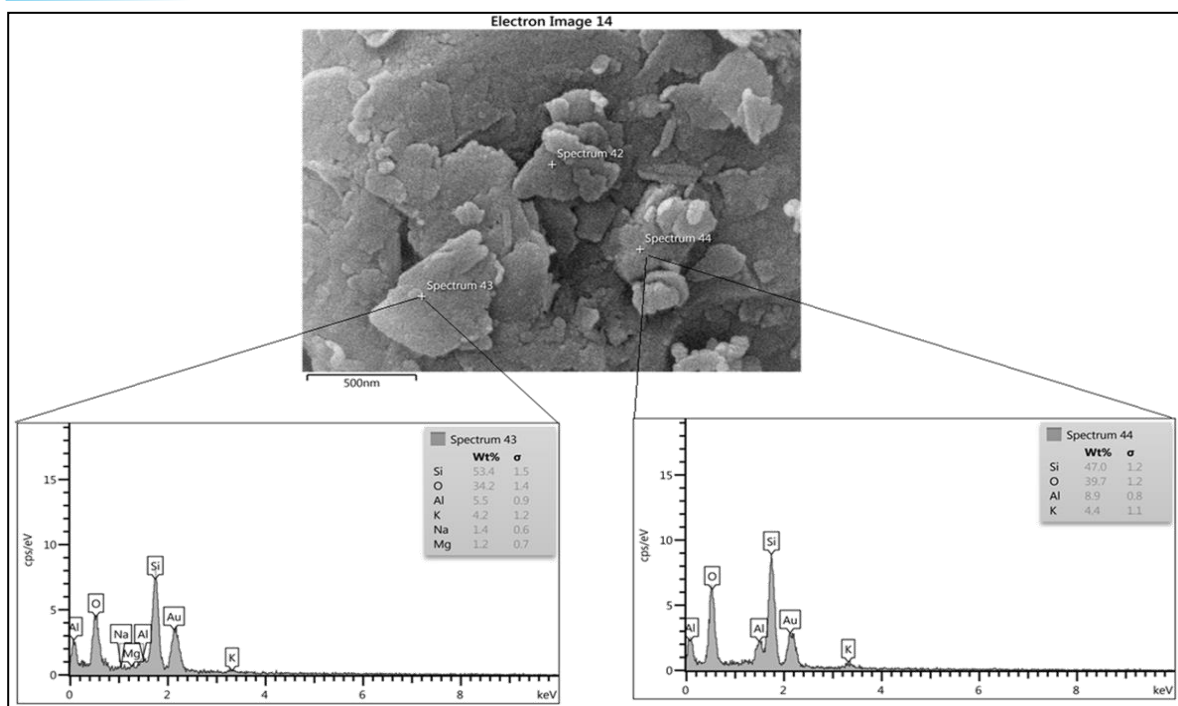 Electron Image 14
Spectrum 42
Spectrum 44
Spectrum 43
500nm
Spectrum 43
Wt% σ
Si 53.4 1.5
O 34.2 1.4
Al 5.5 0.9
K 4.2 1.2
Na 1.4 0.6
Mg 1.2 0.7
cps/eV
15
10
5
0
Al
O
Na
Mg
Al
Si
Au
K
0 2 4 6 8 keV
Spectrum 44
Wt% σ
Si 47.0 1.2
O 39.7 1.2
Al 8.9 0.8
K 4.4 1.1
cps/eV
15
10
5
0
Al
O
Al
Si
Au
K
0 2 4 6 8 keV